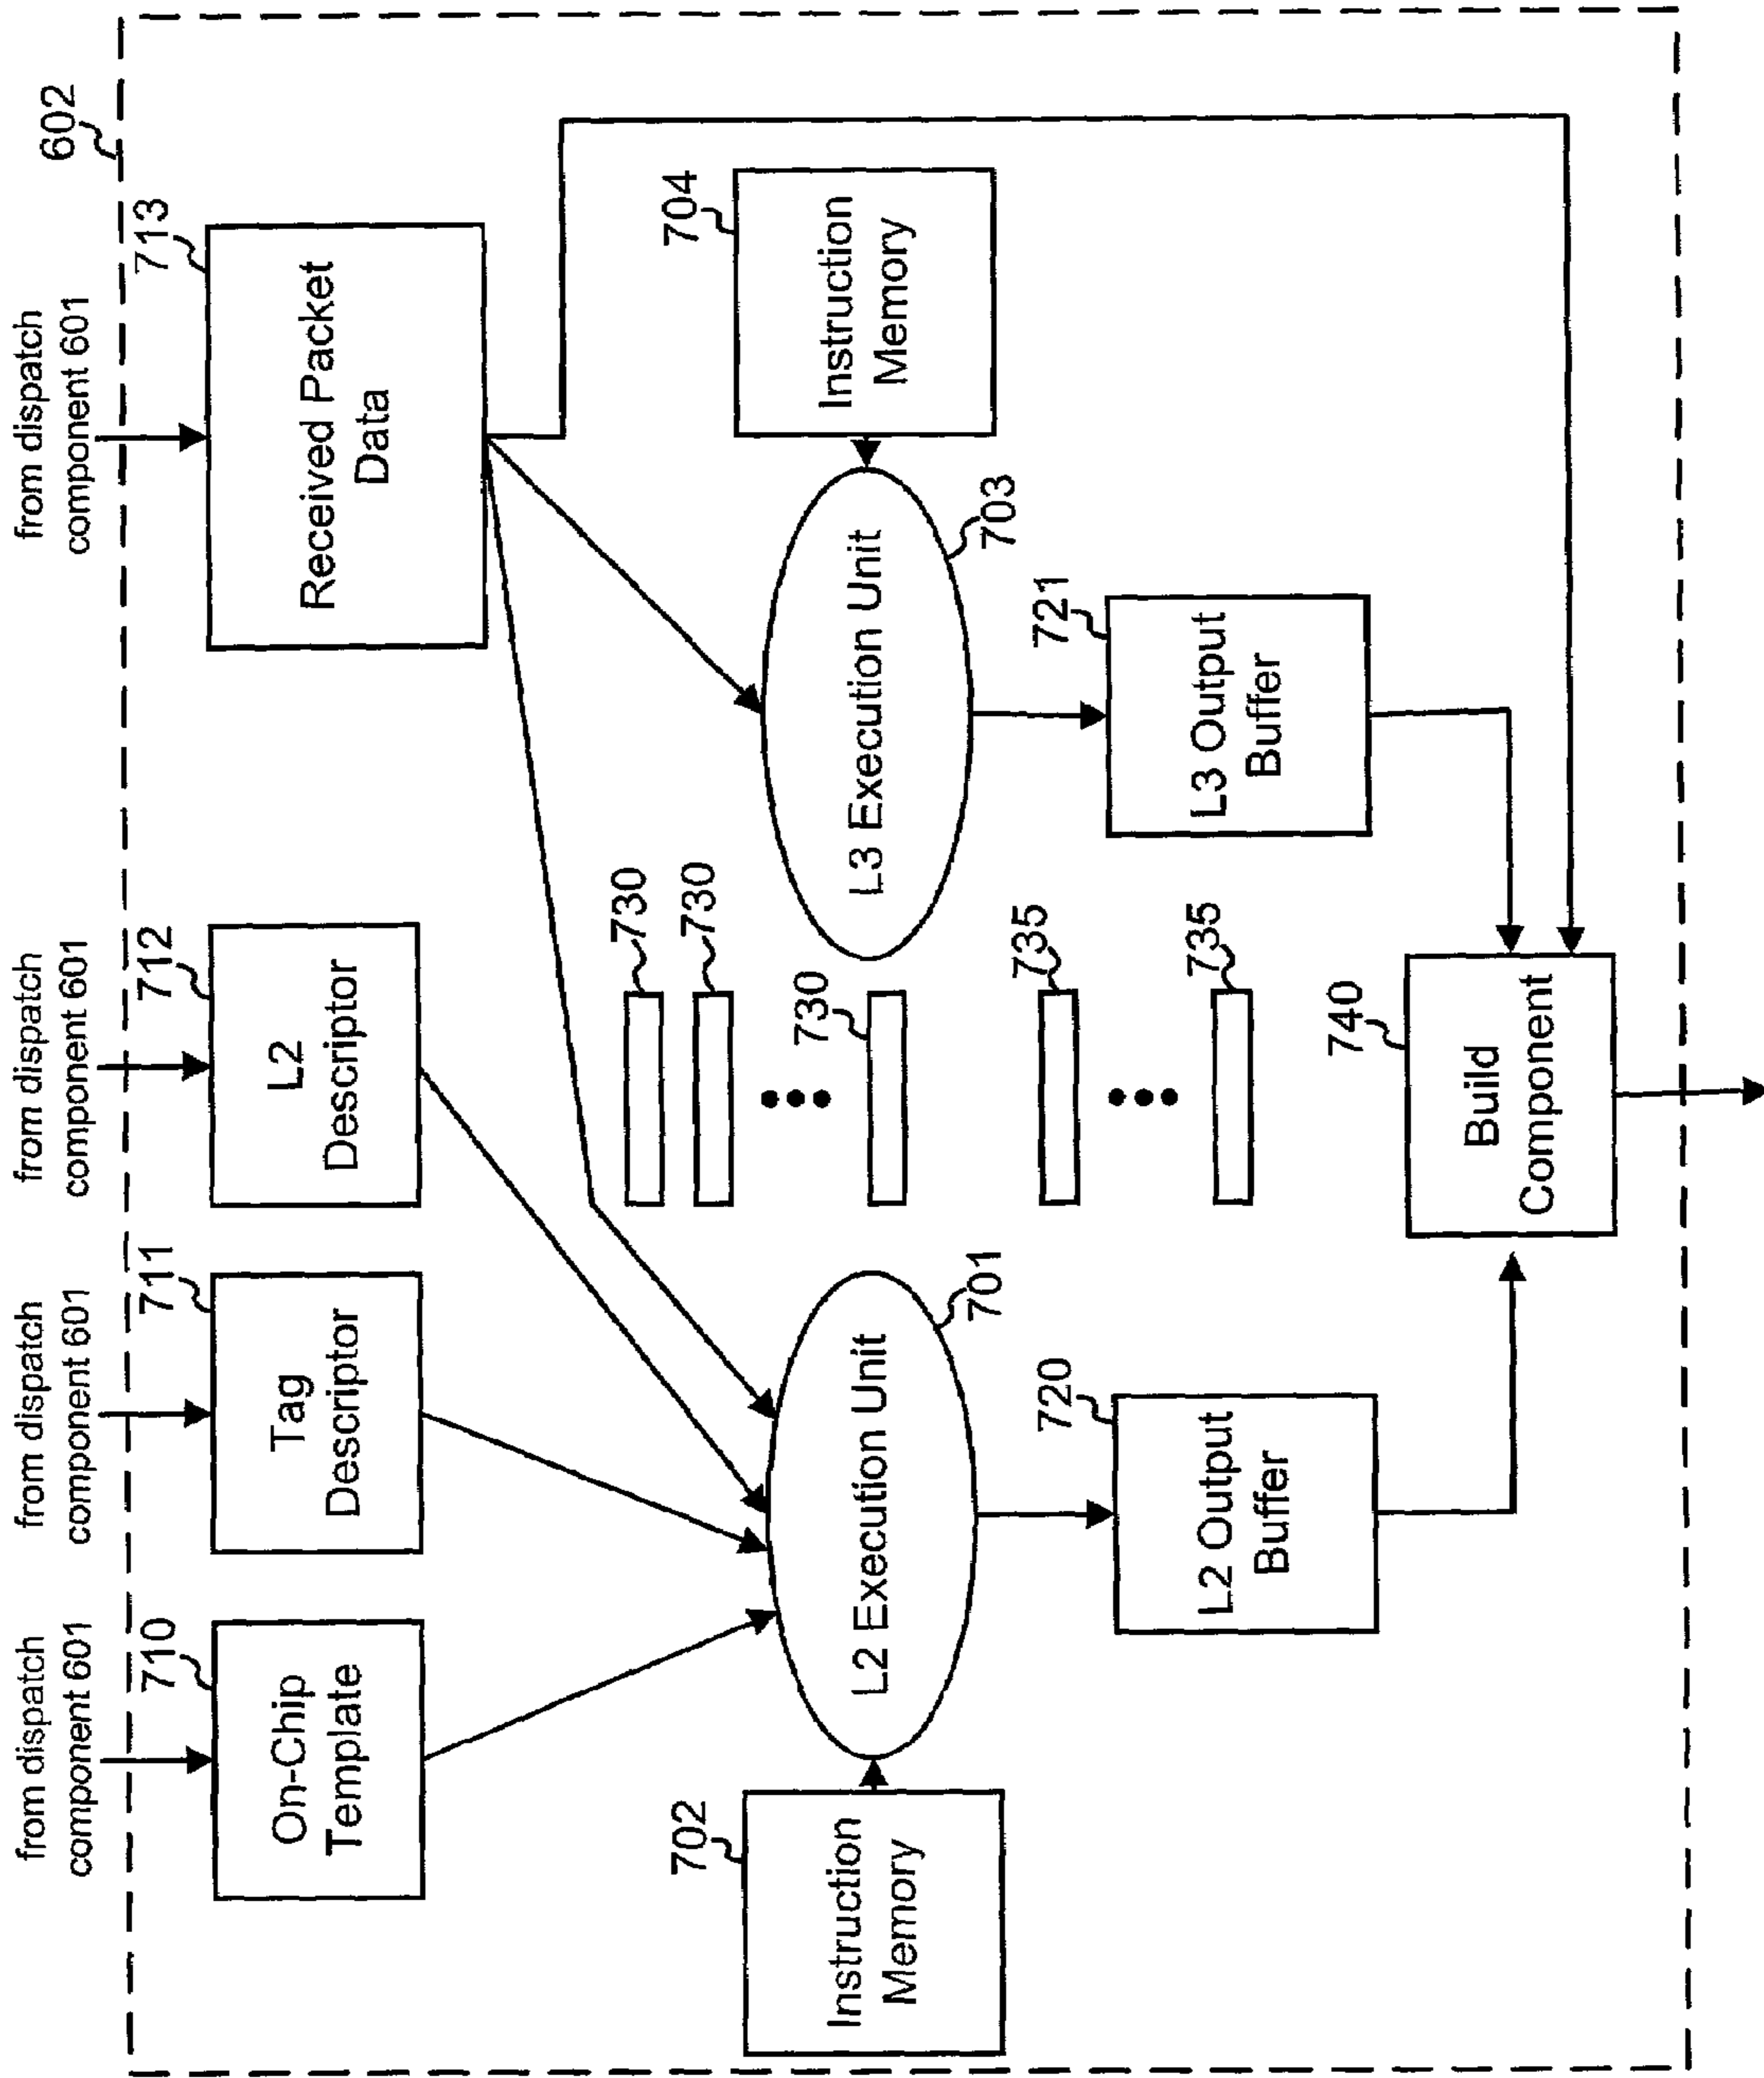 602
from dispatch
component 601
from dispatch
component 601
from dispatch
component 601
from dispatch
component 601
710
On-Chip
Template
711
Tag
Descriptor
712
L2
Descriptor
713
Received Packet
Data
730
730
730
702
Instruction
Memory
L2 Execution Unit
701
L3 Execution Unit
703
704
Instruction
Memory
735
735
720
L2 Output
Buffer
721
L3 Output
Buffer
740
Build
Component